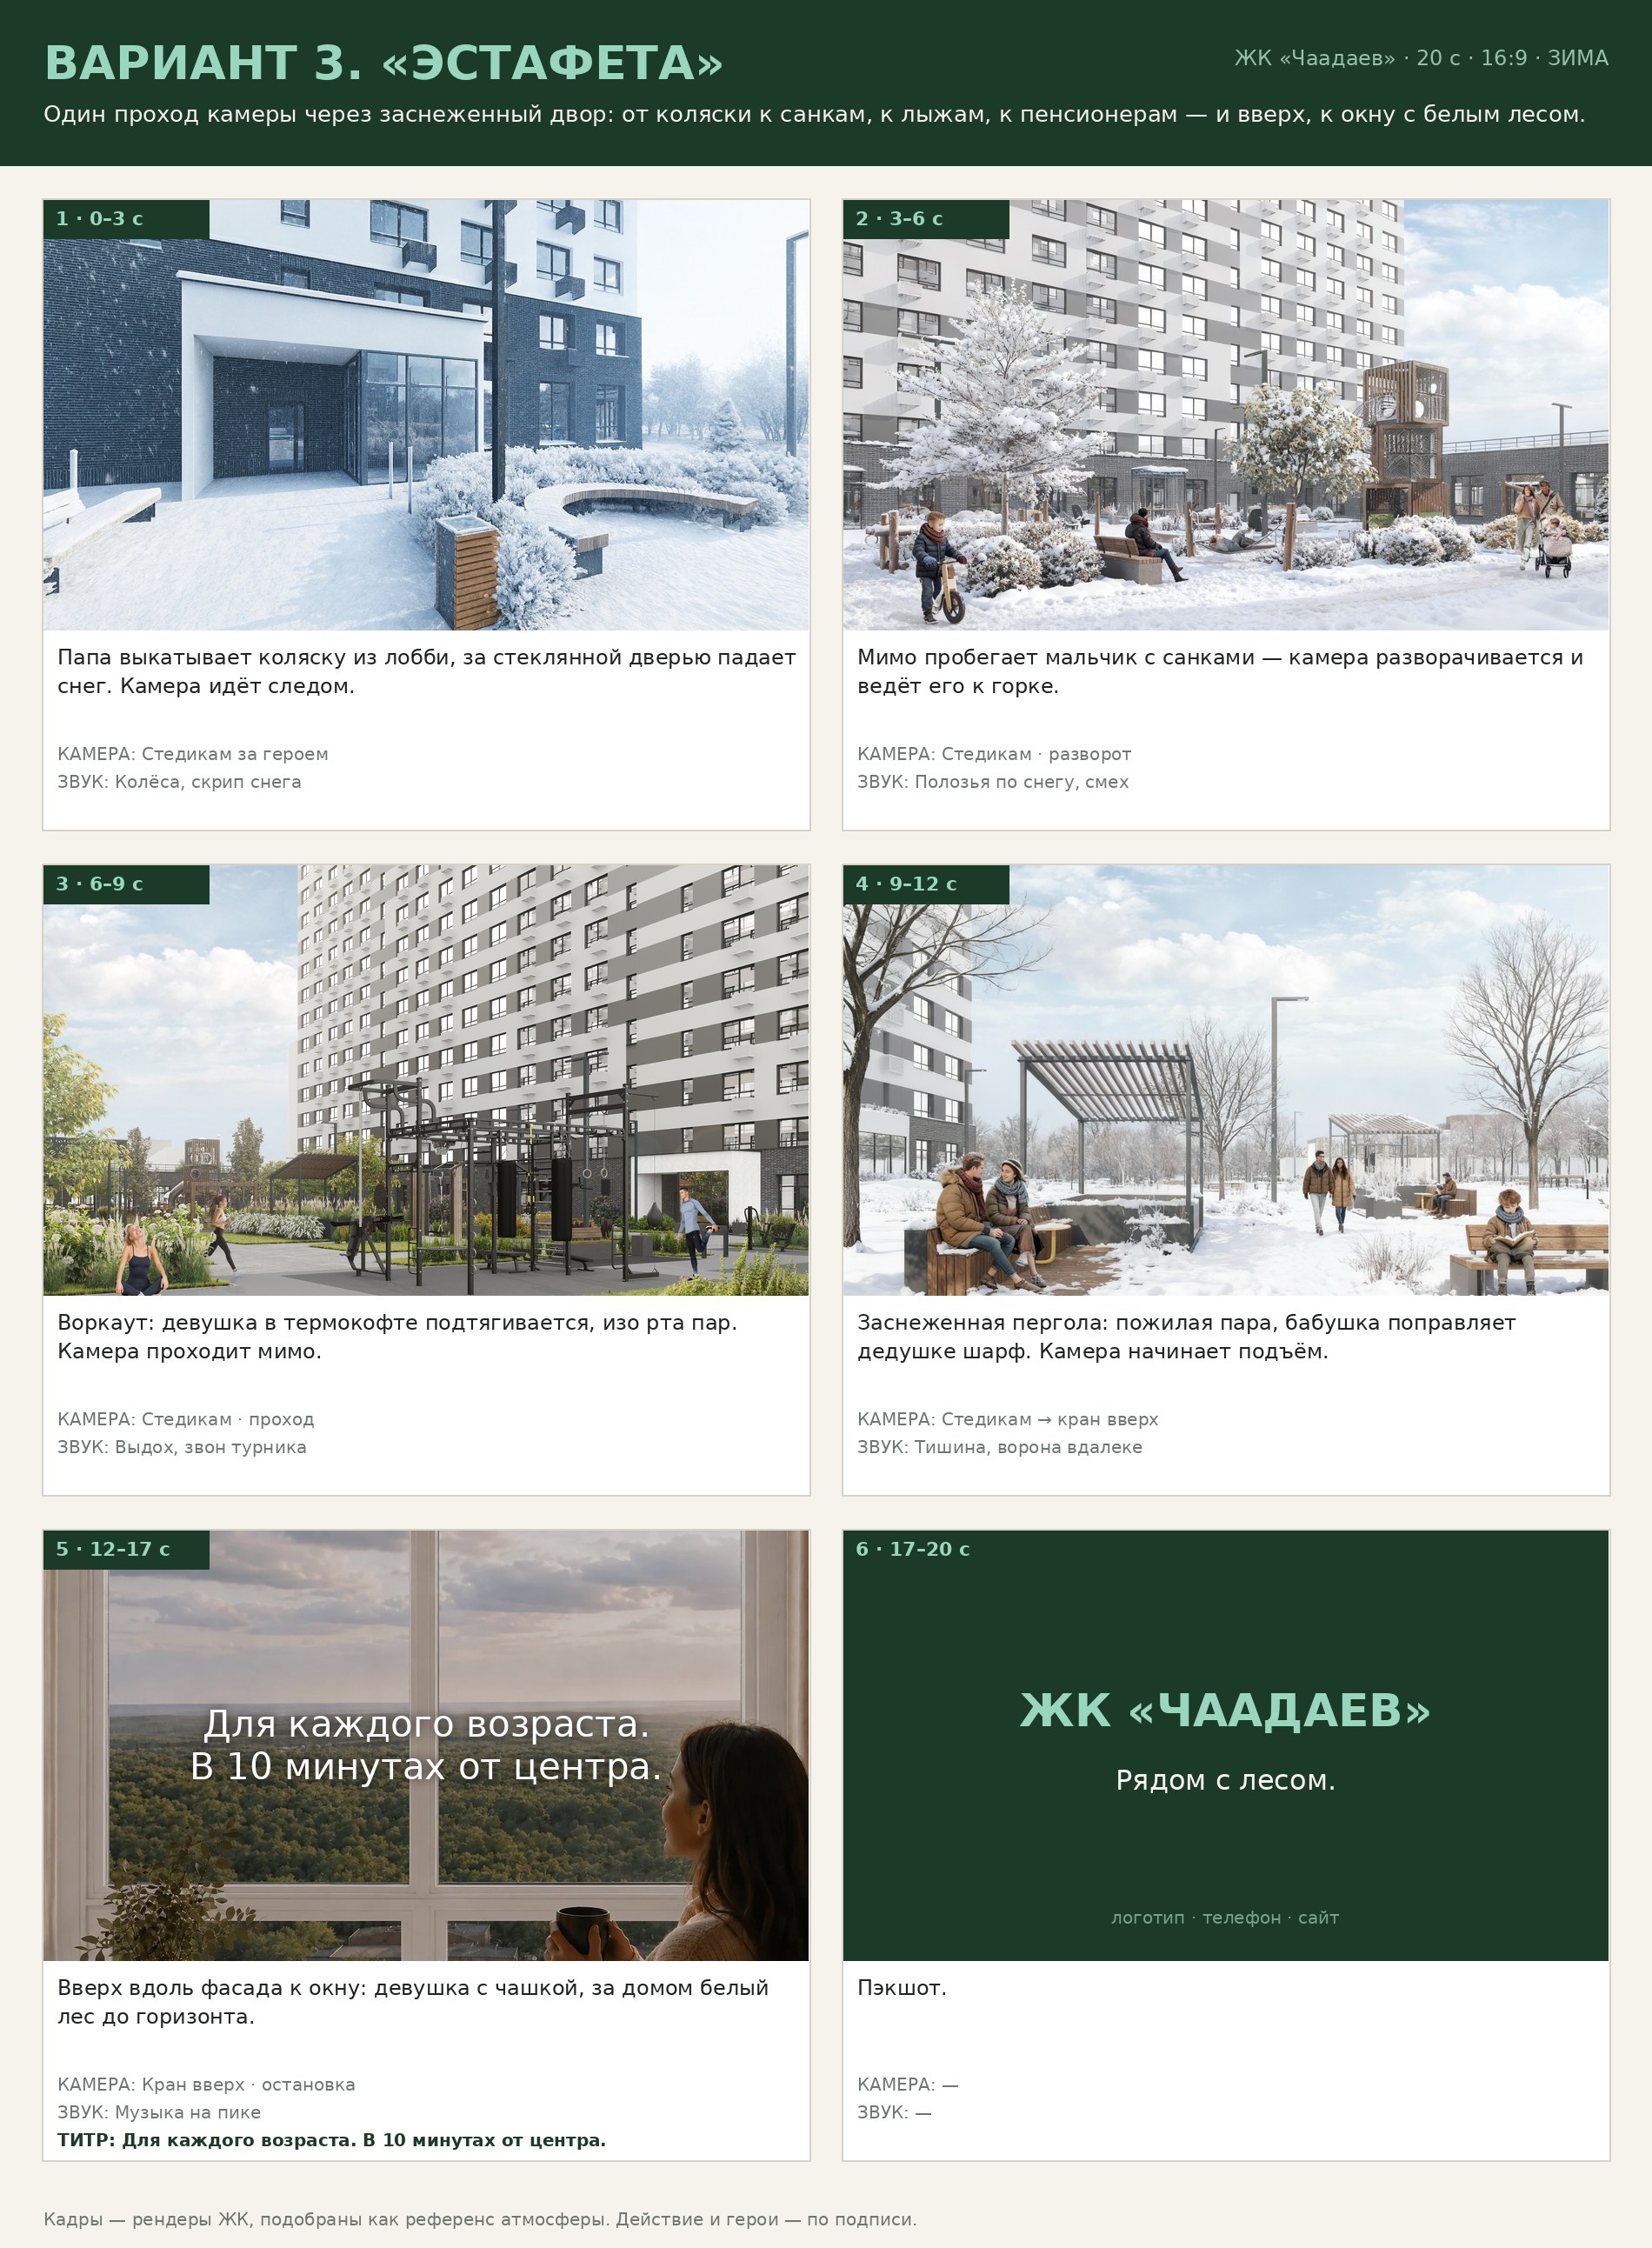 ВАРИАНТ 3. «ЭСТАФЕТА»
ЖК «Чаадаев» · 20 с · 16:9 · ЗИМА
Один проход камеры через заснеженный двор: от коляски к санкам, к лыжам, к пенсионерам — и вверх, к окну с белым лесом.
1 · 0–3 с
Папа выкатывает коляску из лобби, за стеклянной дверью падает
снег. Камера идёт следом.
КАМЕРА: Стедикам за героем
ЗВУК: Колёса, скрип снега
2 · 3–6 с
Мимо пробегает мальчик с санками — камера разворачивается и
ведёт его к горке.
КАМЕРА: Стедикам · разворот
ЗВУК: Полозья по снегу, смех
3 · 6–9 с
Воркаут: девушка в термокофте подтягивается, изо рта пар.
Камера проходит мимо.
КАМЕРА: Стедикам · проход
ЗВУК: Выдох, звон турника
4 · 9–12 с
Заснеженная пергола: пожилая пара, бабушка поправляет
дедушке шарф. Камера начинает подъём.
КАМЕРА: Стедикам → кран вверх
ЗВУК: Тишина, ворона вдалеке
5 · 12–17 с
Для каждого возраста.
В 10 минутах от центра.
Вверх вдоль фасада к окну: девушка с чашкой, за домом белый
лес до горизонта.
КАМЕРА: Кран вверх · остановка
ЗВУК: Музыка на пике
ТИТР: Для каждого возраста. В 10 минутах от центра.
6 · 17–20 с
ЖК «ЧААДАЕВ»
Рядом с лесом.
логотип · телефон · сайт
Пэкшот.
КАМЕРА: —
ЗВУК: —
Кадры — рендеры ЖК, подобраны как референс атмосферы. Действие и герои — по подписи.